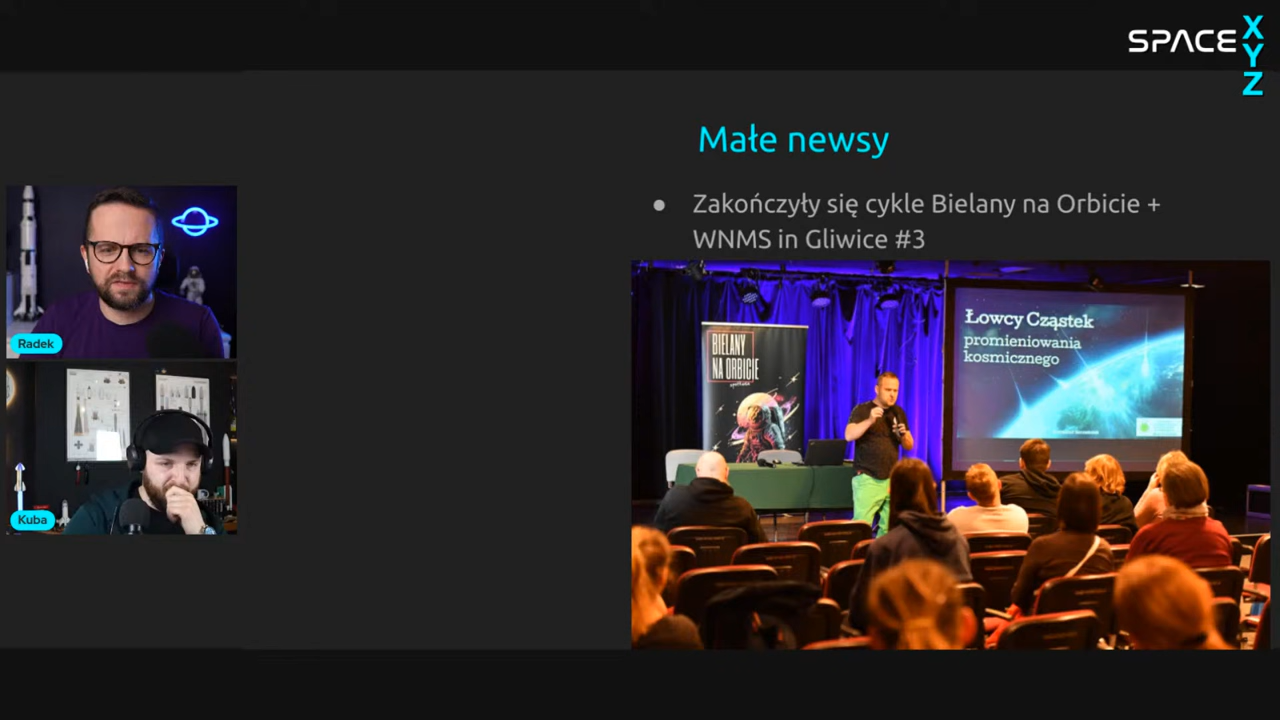 SPACE
X
Y
Z
Małe newsy
● Zakończyły się cykle Bielany na Orbicie +
WNMS in Gliwice #3
Radek
Kuba
BIELANY
NA ORBICIE
Łowcy Cząstek
promieniowania
kosmicznego